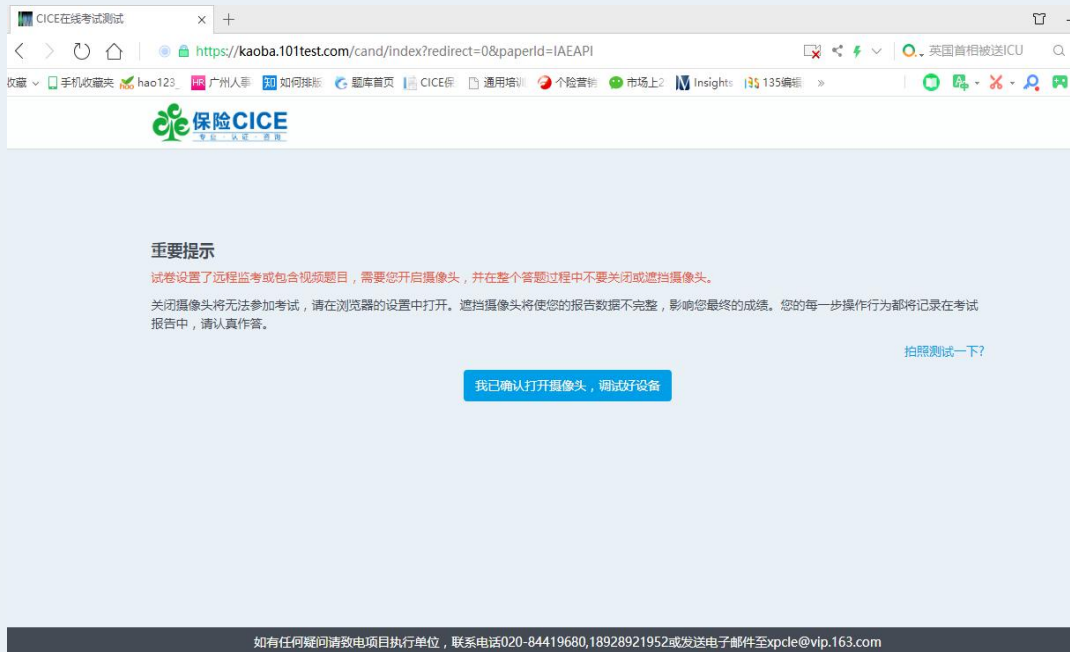 CICE在线考试测试
https://kaoba.101test.com/cand/index?redirect=0&paperId=IAEAPI
英国首相被送ICU
收藏 手机收藏夹 hao123_ HR 广州人事 知 如何排版 题库首页 CICE保 通用培训 个险营销 市场上2 Insights 135编辑 »
保险CICE
专业·认证·咨询
重要提示
试卷设置了远程监考或包含视频题目，需要您开启摄像头，并在整个答题过程中不要关闭或遮挡摄像头。
关闭摄像头将无法参加考试，请在浏览器的设置中打开。遮挡摄像头将使您的报告数据不完整，影响您最终的成绩。您的每一步操作行为都将记录在考试
报告中，请认真作答。
拍照测试一下?
我已确认打开摄像头，调试好设备
如有任何疑问请致电项目执行单位，联系电话020-84419680,18928921952或发送电子邮件至xpcle@vip.163.com